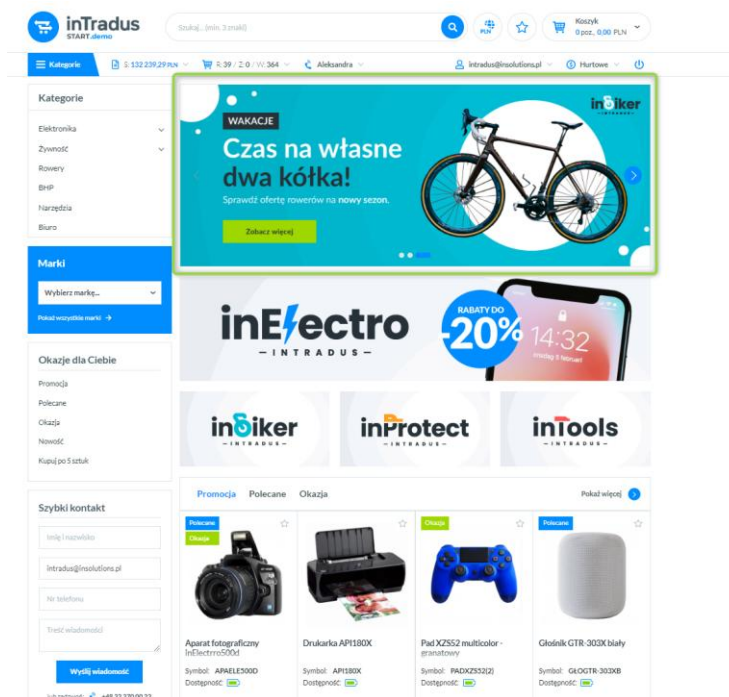 inTradus
START.demo
Szukaj... (min. 3 znaki)
PLN
Koszyk
0 poz., 0,00 PLN
Kategorie
132 239,29 PLN
R: 39 / Z: 0 / W: 364
Aleksandra
intradus@insolutions.pl
Hurtowe
Kategorie
Elektronika
Żywność
Rowery
BHP
Narzędzia
Biuro
inbiker
INTRADUS
WAKACJE
Czas na własne
dwa kółka!
Sprawdź ofertę rowerów na nowy sezon.
Zobacz więcej
Marki
Wybierz markę...
Pokaż wszystkie marki
inElectro
INTRADUS
RABATY DO
-20%
14:32
Okazje dla Ciebie
Promocja
Polecane
Okazja
Nowość
Kupuj po 5 sztuk
inbiker
INTRADUS
inProtect
INTRADUS
inTools
INTRADUS
Promocja Polecane Okazja
Pokaż więcej
Szybki kontakt
Imię i nazwisko
intradus@insolutions.pl
Nr telefonu
Treść wiadomości
Wyślij wiadomość
Polecane
Okazja
Aparat fotograficzny
InElectrro500d
Symbol: APAELE500D
Dostępność:
Drukarka API180X
Symbol: API180X
Dostępność:
Okazja
Pad XZ552 multicolor -
granatowy
Symbol: PADXZ552(2)
Dostępność:
Polecane
Głośnik GTR-303X biały
Symbol: GŁOGTR-303XB
Dostępność: